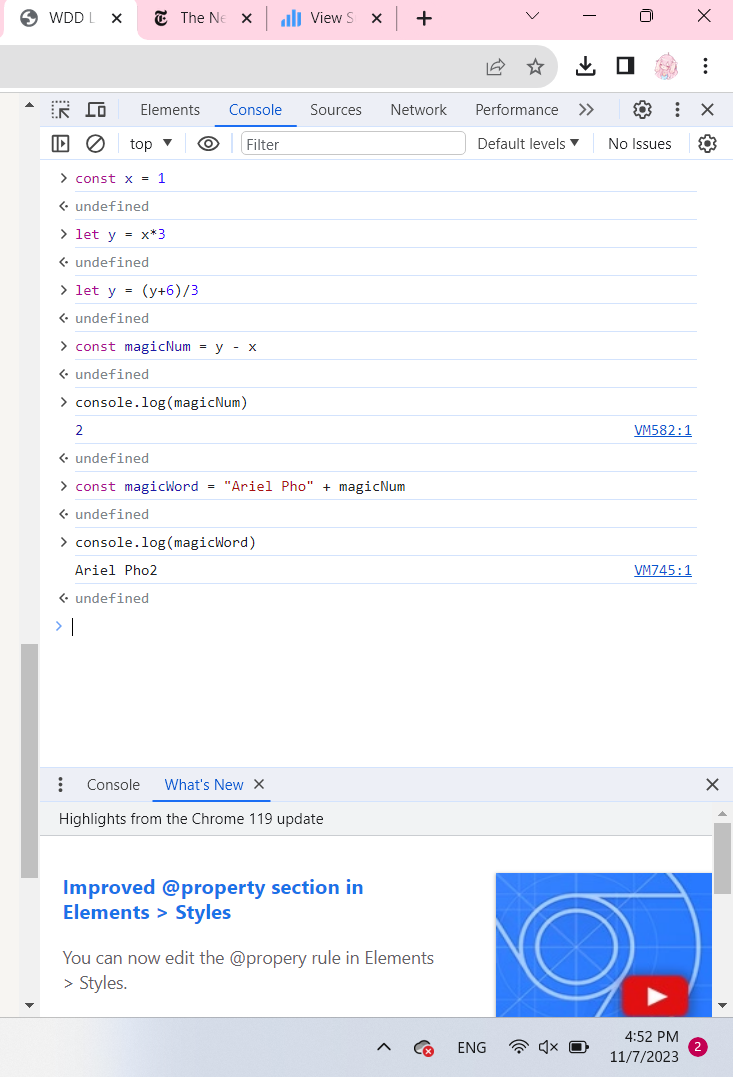 WDD L
The Ne
View S
Elements Console Sources Network Performance
top Filter Default levels No Issues
> const x = 1
undefined
> let y = x*3
undefined
> let y = (y+6)/3
undefined
> const magicNum = y - x
undefined
> console.log(magicNum)
2 VM582:1
undefined
> const magicWord = "Ariel Pho" + magicNum
undefined
> console.log(magicWord)
Ariel Pho2 VM745:1
undefined
>
Console What's New
Highlights from the Chrome 119 update
Improved @property section in
Elements > Styles
You can now edit the @propery rule in Elements
> Styles.
ENG
4:52 PM
11/7/2023
2